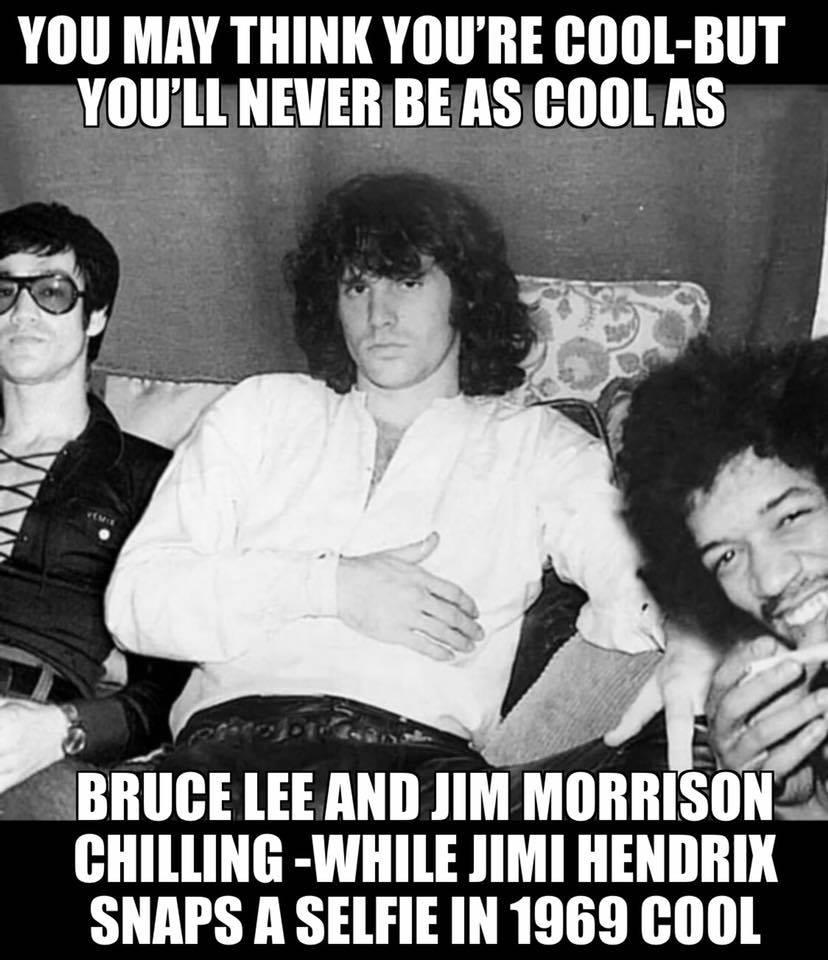 YOU MAY THINK YOU'RE COOL-BUT
YOU'LL NEVER BE AS COOL AS
BRUCE LEE AND JIM MORRISON
CHILLING -WHILE JIMI HENDRIX
SNAPS A SELFIE IN 1969 COOL